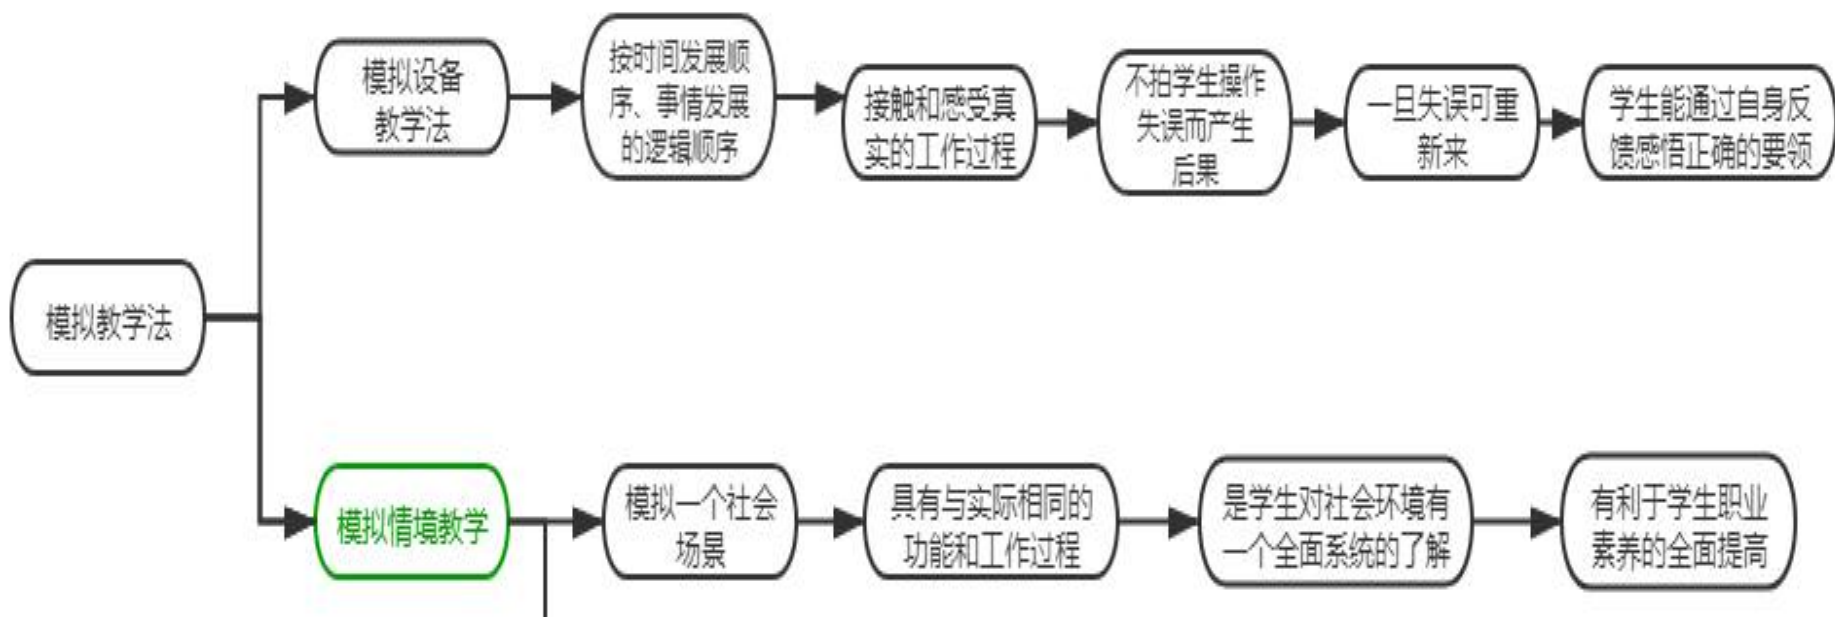 模拟设备
教学法
按时间发展顺
序、事情发展
的逻辑顺序
接触和感受真
实的工作过程
不拍学生操作
失误而产生
后果
一旦失误可重
新来
学生能通过自身反
馈感悟正确的要领
模拟教学法
模拟情境教学
模拟一个社会
场景
具有与实际相同的
功能和工作过程
是学生对社会环境有
一个全面系统的了解
有利于学生职业
素养的全面提高